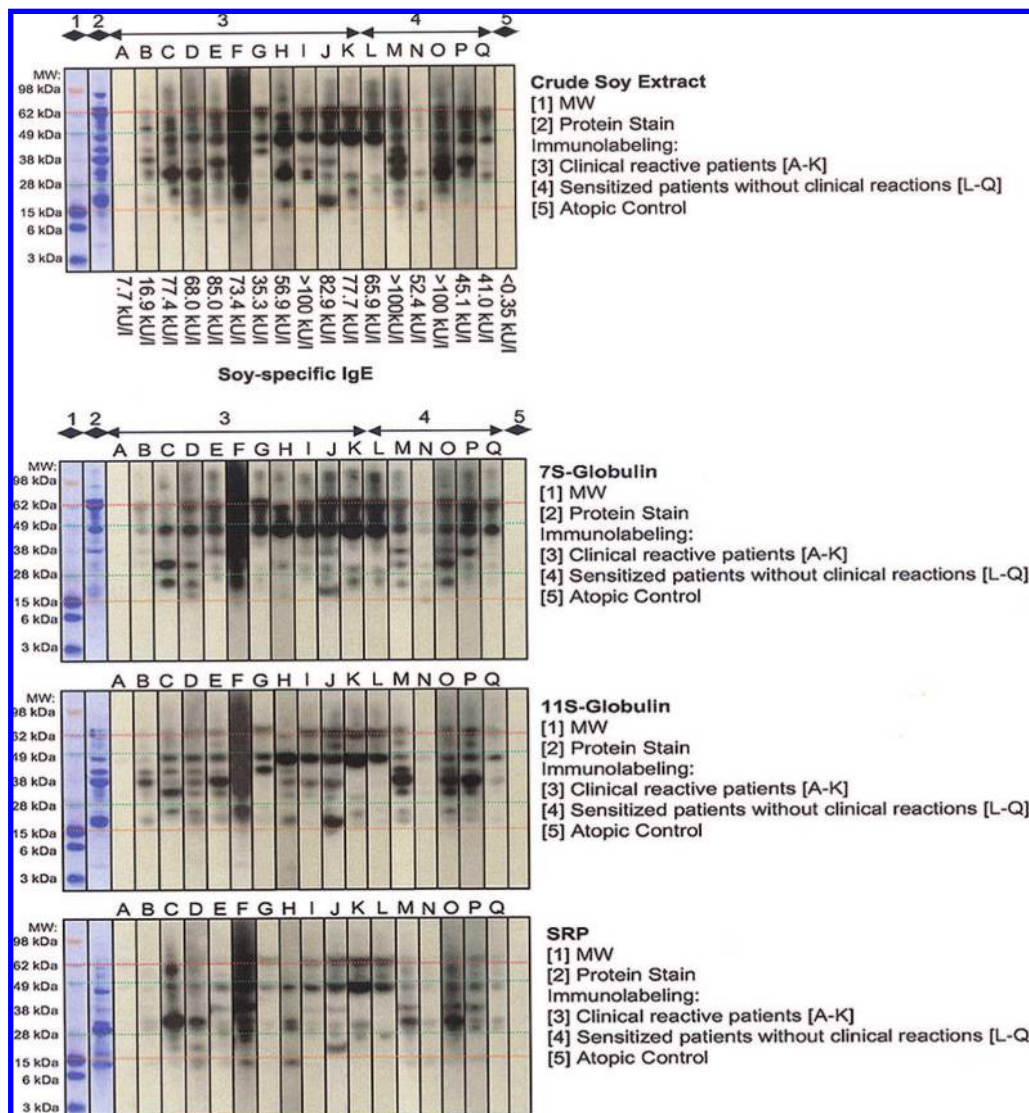 1 2 3 4 5
A B C D E F G H I J K L M N O P Q
MW:
98 kDa
62 kDa
49 kDa
38 kDa
28 kDa
15 kDa
6 kDa
3 kDa
7.7 kU/l
16.9 kU/l
77.4 kU/l
68.0 kU/l
85.0 kU/l
73.4 kU/l
35.3 kU/l
56.9 kU/l
>100 kU/l
82.9 kU/l
77.7 kU/l
65.9 kU/l
>100kU/l
52.4 kU/l
>100 kU/l
45.1 kU/l
41.0 kU/l
<0.35 kU/l
Soy-specific IgE
Crude Soy Extract
[1] MW
[2] Protein Stain
Immunolabeling:
[3] Clinical reactive patients [A-K]
[4] Sensitized patients without clinical reactions [L-Q]
[5] Atopic Control
1 2 3 4 5
A B C D E F G H I J K L M N O P Q
MW:
98 kDa
62 kDa
49 kDa
38 kDa
28 kDa
15 kDa
6 kDa
3 kDa
7S-Globulin
[1] MW
[2] Protein Stain
Immunolabeling:
[3] Clinical reactive patients [A-K]
[4] Sensitized patients without clinical reactions [L-Q]
[5] Atopic Control
A B C D E F G H I J K L M N O P Q
MW:
98 kDa
62 kDa
49 kDa
38 kDa
28 kDa
15 kDa
6 kDa
3 kDa
11S-Globulin
[1] MW
[2] Protein Stain
Immunolabeling:
[3] Clinical reactive patients [A-K]
[4] Sensitized patients without clinical reactions [L-Q]
[5] Atopic Control
A B C D E F G H I J K L M N O P Q
MW:
98 kDa
62 kDa
49 kDa
38 kDa
28 kDa
15 kDa
6 kDa
3 kDa
SRP
[1] MW
[2] Protein Stain
Immunolabeling:
[3] Clinical reactive patients [A-K]
[4] Sensitized patients without clinical reactions [L-Q
[5] Atopic Control